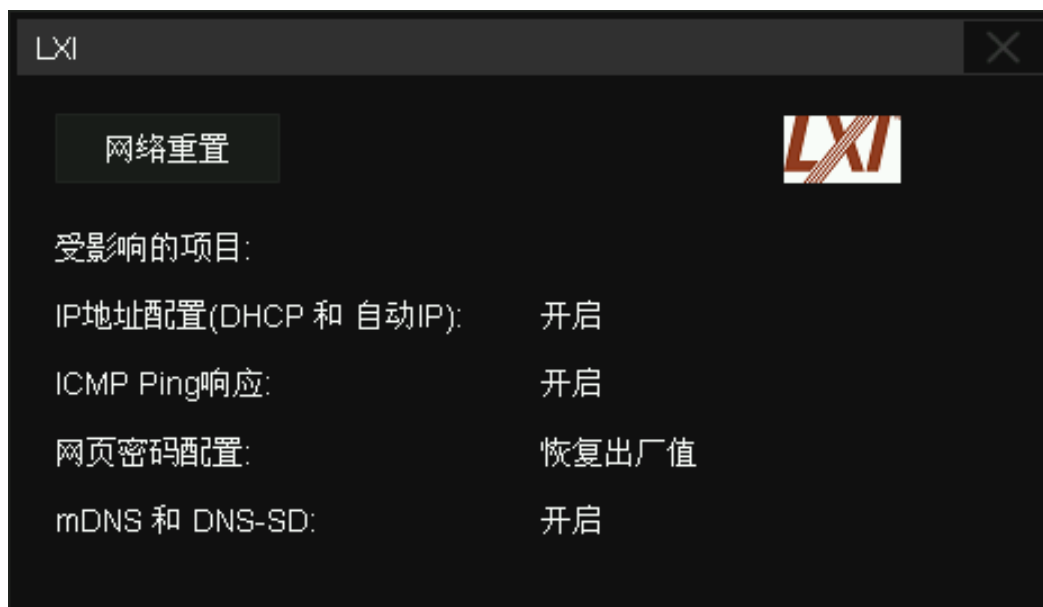 LXI
网络重置
LXI
受影响的项目:
IP地址配置(DHCP 和 自动IP): 开启
ICMP Ping响应: 开启
网页密码配置: 恢复出厂值
mDNS 和 DNS-SD: 开启